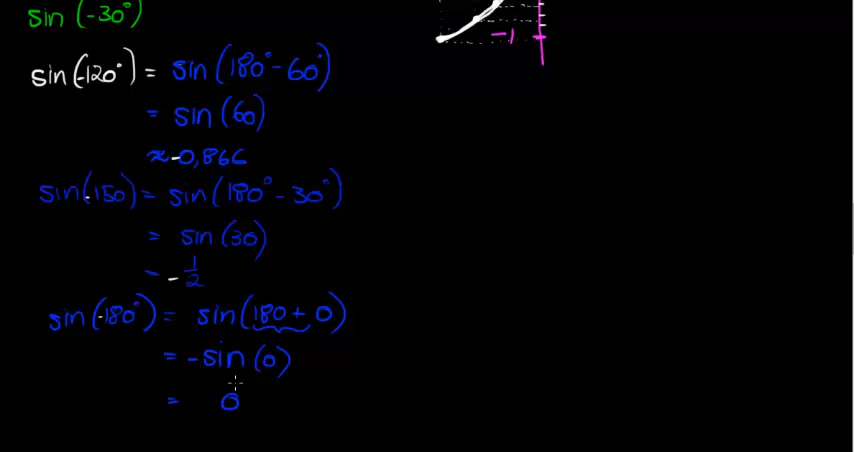 sin (-30°)
-1
sin(-120°) = sin(180° - 60°)
= sin (60)
≈ -0,866
sin(-150) = sin(180° - 30°)
= sin (30)
= - 1/2
sin(-180°) = sin(180 + 0)
= - sin (0)
= 0